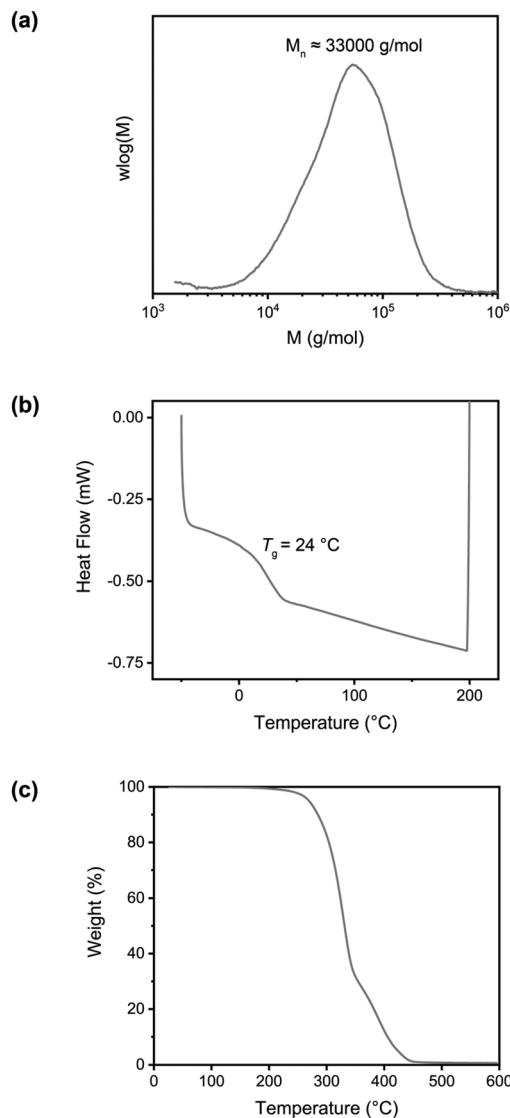 (a)
Mₙ ≈ 33000 g/mol
wlog(M)
10³ 10⁴ 10⁵ 10⁶
M (g/mol)
(b)
0.00
-0.25
-0.50
-0.75
Heat Flow (mW)
T_g = 24 °C
0 100 200
Temperature (°C)
(c)
100
80
60
40
20
0
Weight (%)
0 100 200 300 400 500 600
Temperature (°C)